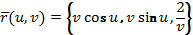 r̅(u, v) = {v cos u, v sin u, 2/v}